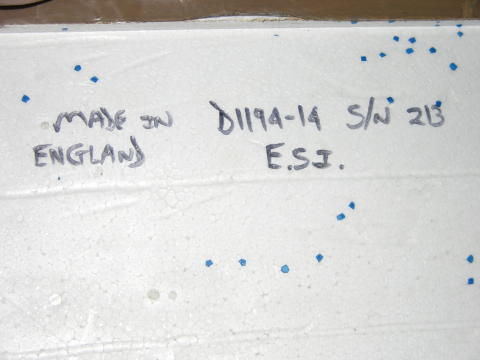 MADE IN D1194-14 S/N 213
ENGLAND E.S.I.